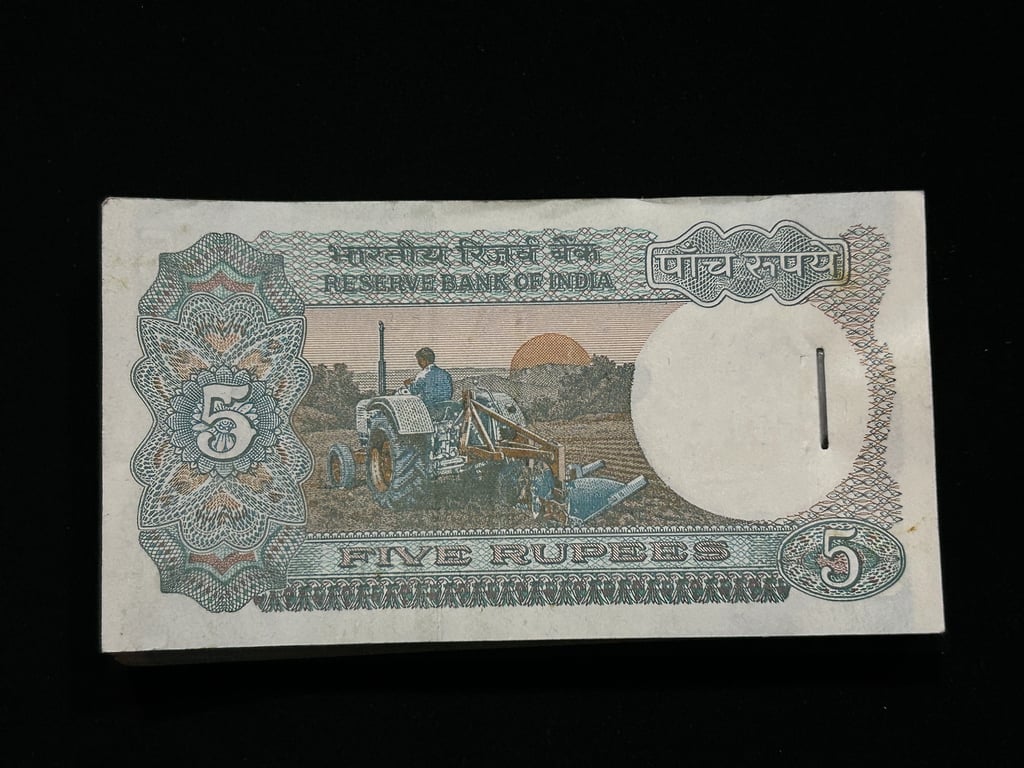 भारतीय रिज़र्व बैंक
RESERVE BANK OF INDIA
पाँच रूपये
5
FIVE RUPEES
5